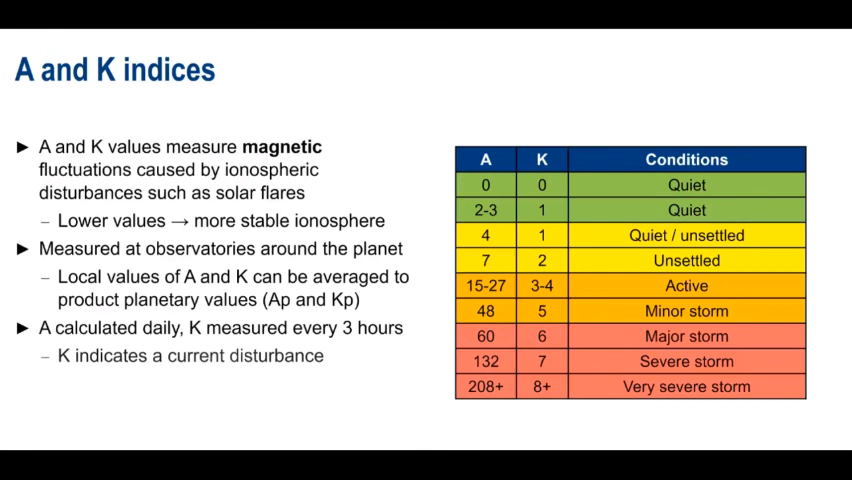 A and K indices
► A and K values measure magnetic
fluctuations caused by ionospheric
disturbances such as solar flares
– Lower values → more stable ionosphere
► Measured at observatories around the planet
– Local values of A and K can be averaged to
product planetary values (Ap and Kp)
► A calculated daily, K measured every 3 hours
– K indicates a current disturbance
A K Conditions
0 0 Quiet
2-3 1 Quiet
4 1 Quiet / unsettled
7 2 Unsettled
15-27 3-4 Active
48 5 Minor storm
60 6 Major storm
132 7 Severe storm
208+ 8+ Very severe storm